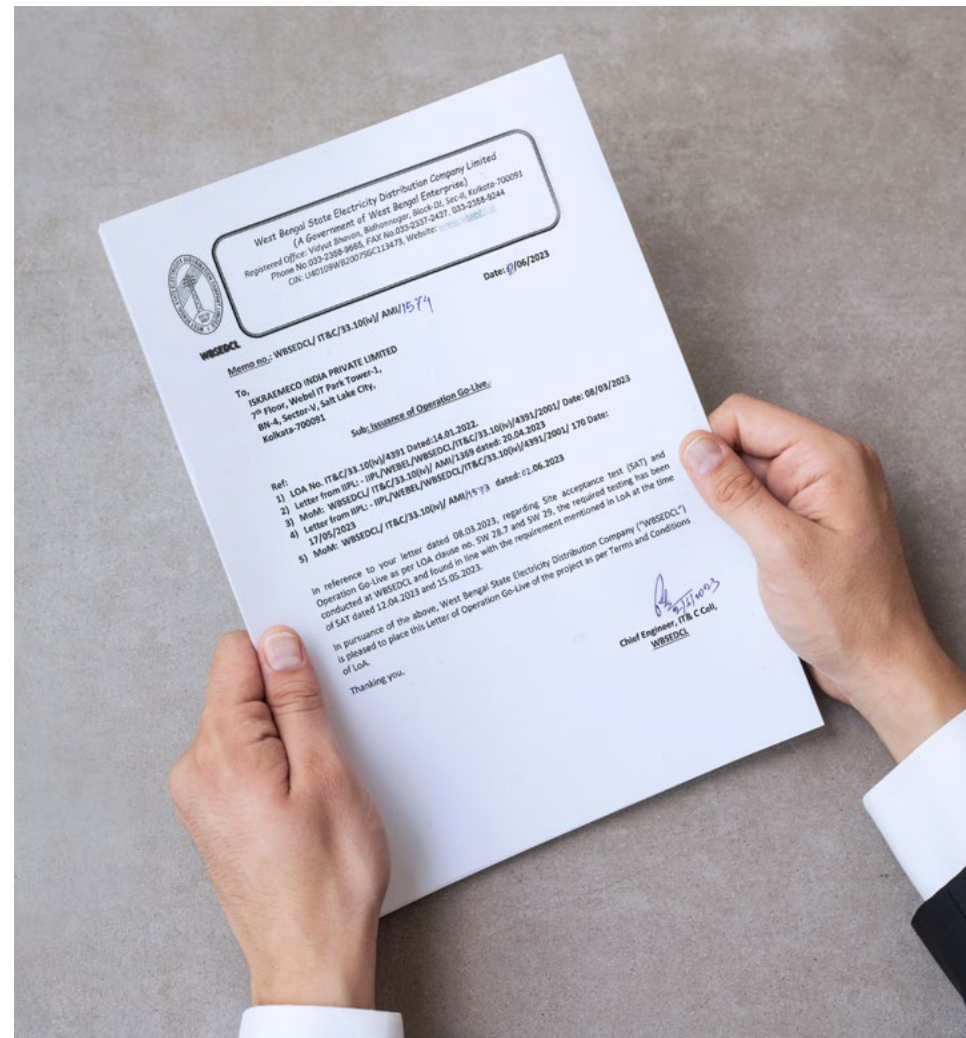 West Bengal State Electricity Distribution Company Limited
(A Government of West Bengal Enterprise)
Registered Office: Vidyut Bhavan, Bidhannagar, Block-DJ, Sec-II, Kolkata-700091
Phone No 033-2358-9665, FAX No.033-2337-2427, 033-2358-9244
CIN: U40109WB2007SGC113473, Website:
WBSEDCL
Memo no.: WBSEDCL/ IT&C/33.10(iv)/ AMI/1574
Date: /06/2023
To,
ISKRAEMECO INDIA PRIVATE LIMITED
7th Floor, Webel IT Park Tower-1,
BN-4, Sector-V, Salt Lake City,
Kolkata-700091
Sub: Issuance of Operation Go-Live.
Ref:
1) LOA No. IT&C/33.10(iv)/4391 Dated:14.01.2022.
2) Letter from IIPL: - IIPL/WEBEL/WBSEDCL/IT&C/33.10(iv)/4391/2001/ Date: 08/03/2023
3) MoM: WBSEDCL/ IT&C/33.10(iv)/ AMI/1369 dated: 20.04.2023
4) Letter from IIPL: - IIPL/WEBEL/WBSEDCL/IT&C/33.10(iv)/4391/2001/ 170 Date:
17/05/2023
5) MoM: WBSEDCL/ IT&C/33.10(iv)/ AMI/1573 dated: 02.06.2023
In reference to your letter dated 08.03.2023, regarding Site acceptance test (SAT) and
Operation Go-Live as per LOA clause no. SW 28.7 and SW 29, the required testing has been
conducted at WBSEDCL and found in line with the requirement mentioned in LoA at the time
of SAT dated 12.04.2023 and 15.05.2023.
In pursuance of the above, West Bengal State Electricity Distribution Company ("WBSEDCL")
is pleased to place this Letter of Operation Go-Live of the project as per Terms and Conditions
of LoA.
Thanking you.
Chief Engineer, IT& C Cell,
WBSEDCL